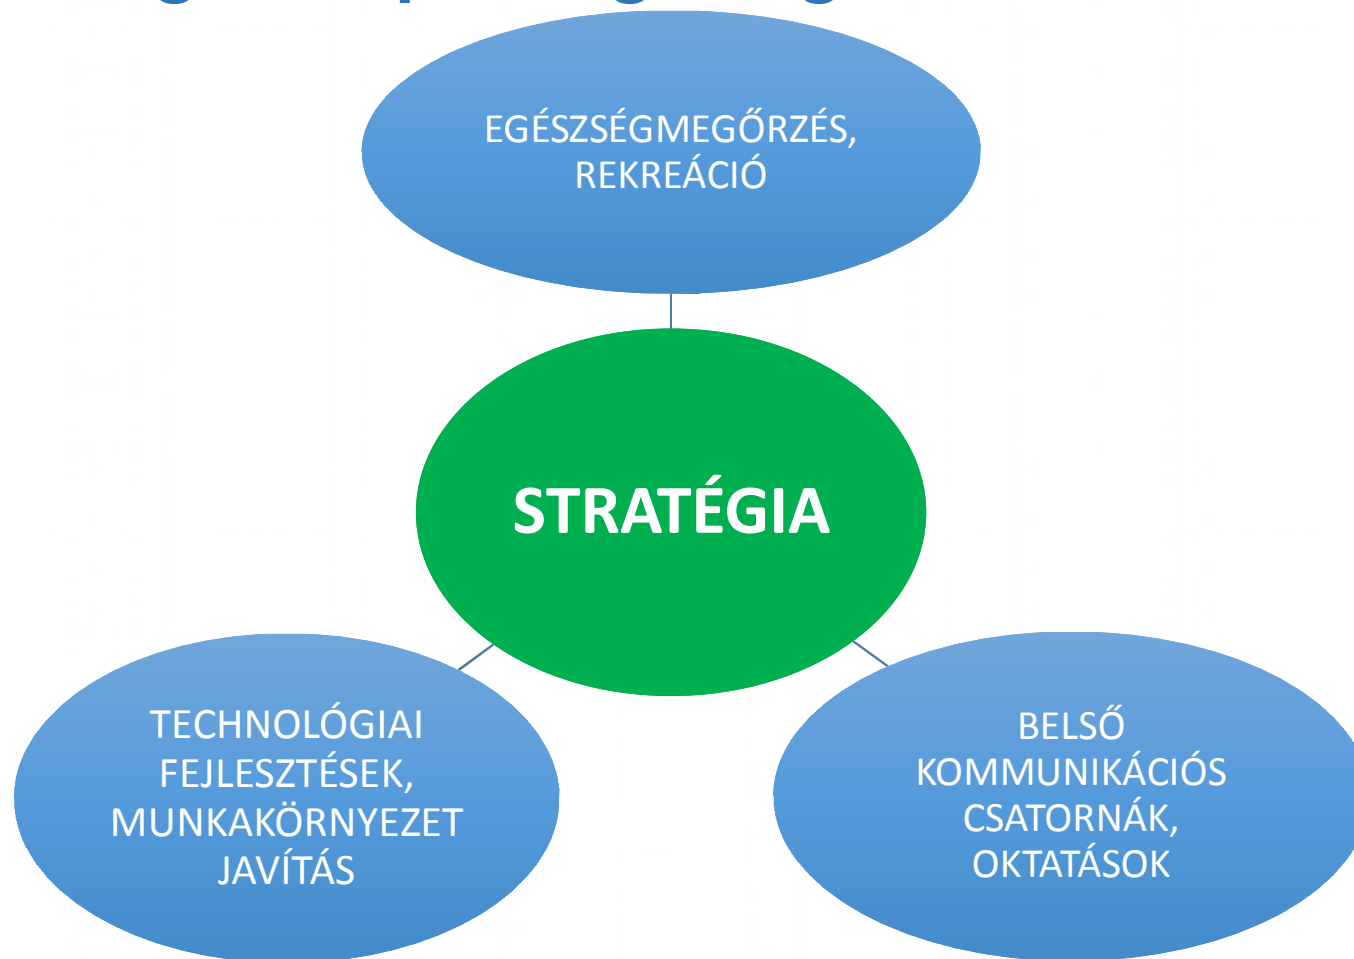 EGÉSZSÉGMEGŐRZÉS,
REKREÁCIÓ
STRATÉGIA
TECHNOLÓGIAI
FEJLESZTÉSEK,
MUNKAKÖRNYEZET
JAVÍTÁS
BELSŐ
KOMMUNIKÁCIÓS
CSATORNÁK,
OKTATÁSOK